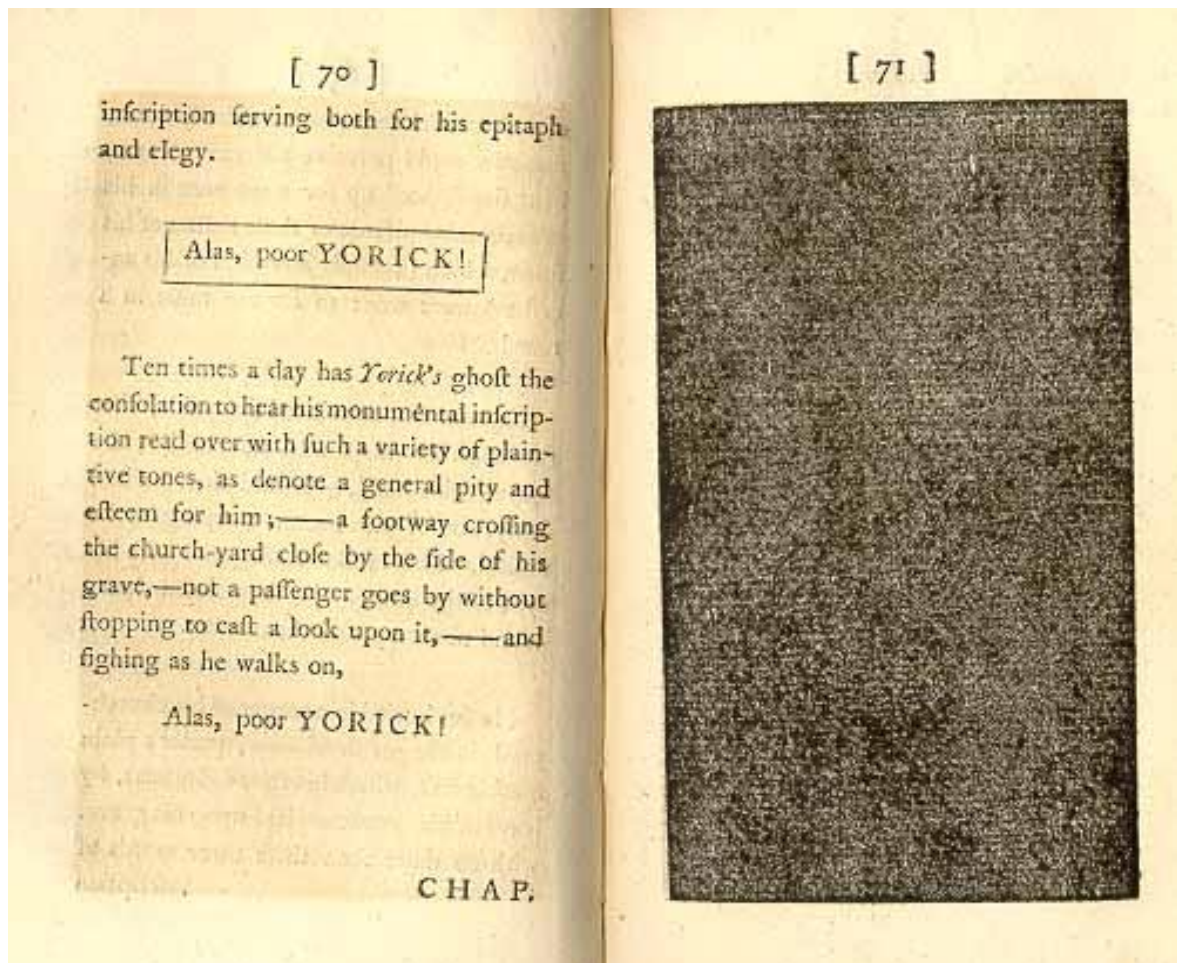 [ 70 ]
inſcription ſerving both for his epitaph
and elegy.
Alas, poor YORICK!
Ten times a day has Yorick's ghoſt the
conſolation to hear his monumental inſcrip-
tion read over with ſuch a variety of plain-
tive tones, as denote a general pity and
eſteem for him;——a footway croſſing
the church-yard cloſe by the ſide of his
grave,—not a paſſenger goes by without
ſtopping to caſt a look upon it,——and
ſighing as he walks on,
Alas, poor YORICK!
CHAP.
[ 71 ]